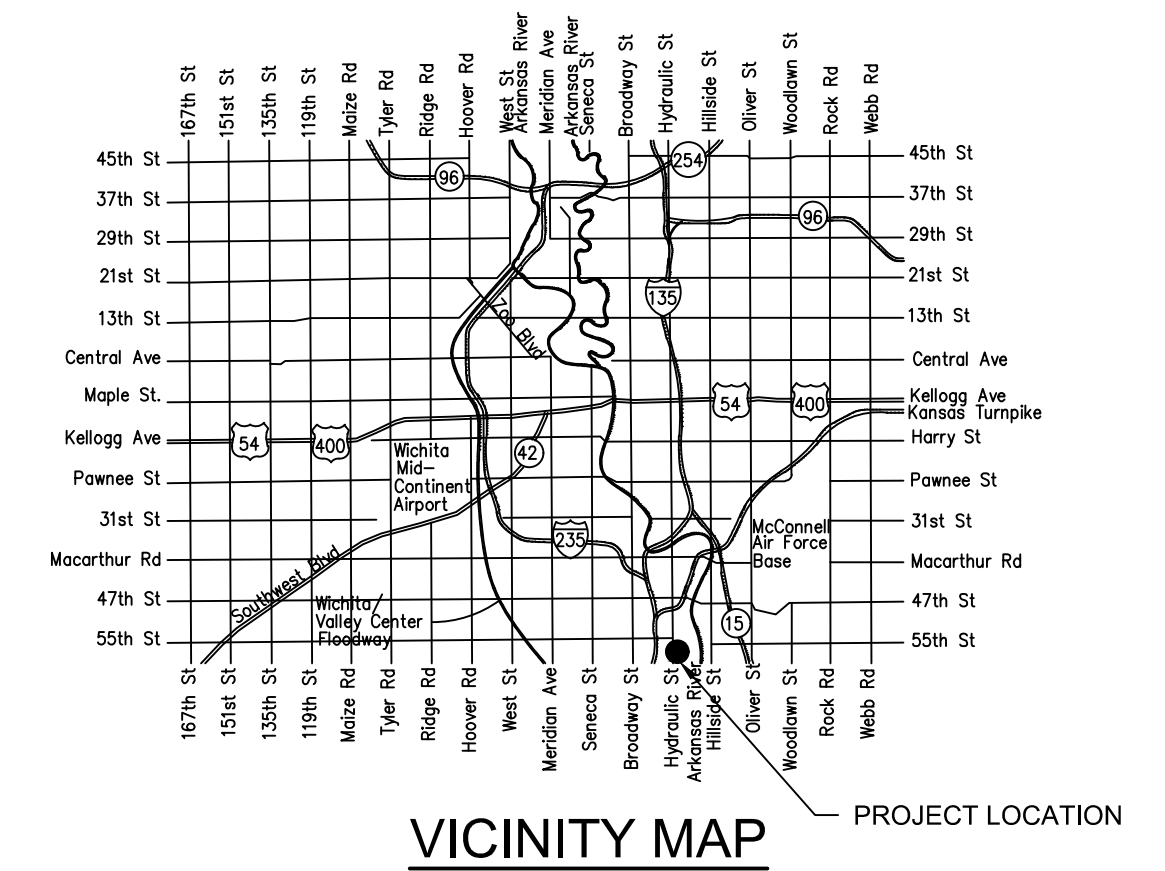 167th St
151st St
135th St
119th St
Maize Rd
Tyler Rd
Ridge Rd
Hoover Rd
West St
Arkansas River
Meridian Ave
Arkansas River
Seneca St
Broadway St
Hydraulic St
Hillside St
Oliver St
Woodlawn St
Rock Rd
Webb Rd
45th St
37th St
29th St
21st St
13th St
Central Ave
Maple St.
Kellogg Ave
Pawnee St
31st St
Macarthur Rd
47th St
55th St
96
254
96
135
Zoo Blvd
54
400
54
400
42
Wichita
Mid-
Continent
Airport
235
McConnell
Air Force
Base
Southwest Blvd
Wichita/
Valley Center
Floodway
15
45th St
37th St
29th St
21st St
13th St
Central Ave
Kellogg Ave
Kansas Turnpike
Harry St
Pawnee St
31st St
Macarthur Rd
47th St
55th St
167th St
151st St
135th St
119th St
Maize Rd
Tyler Rd
Ridge Rd
Hoover Rd
West St
Meridian Ave
Seneca St
Broadway St
Hydraulic St
Arkansas River
Hillside St
Oliver St
Woodlawn St
Rock Rd
Webb Rd
PROJECT LOCATION
VICINITY MAP